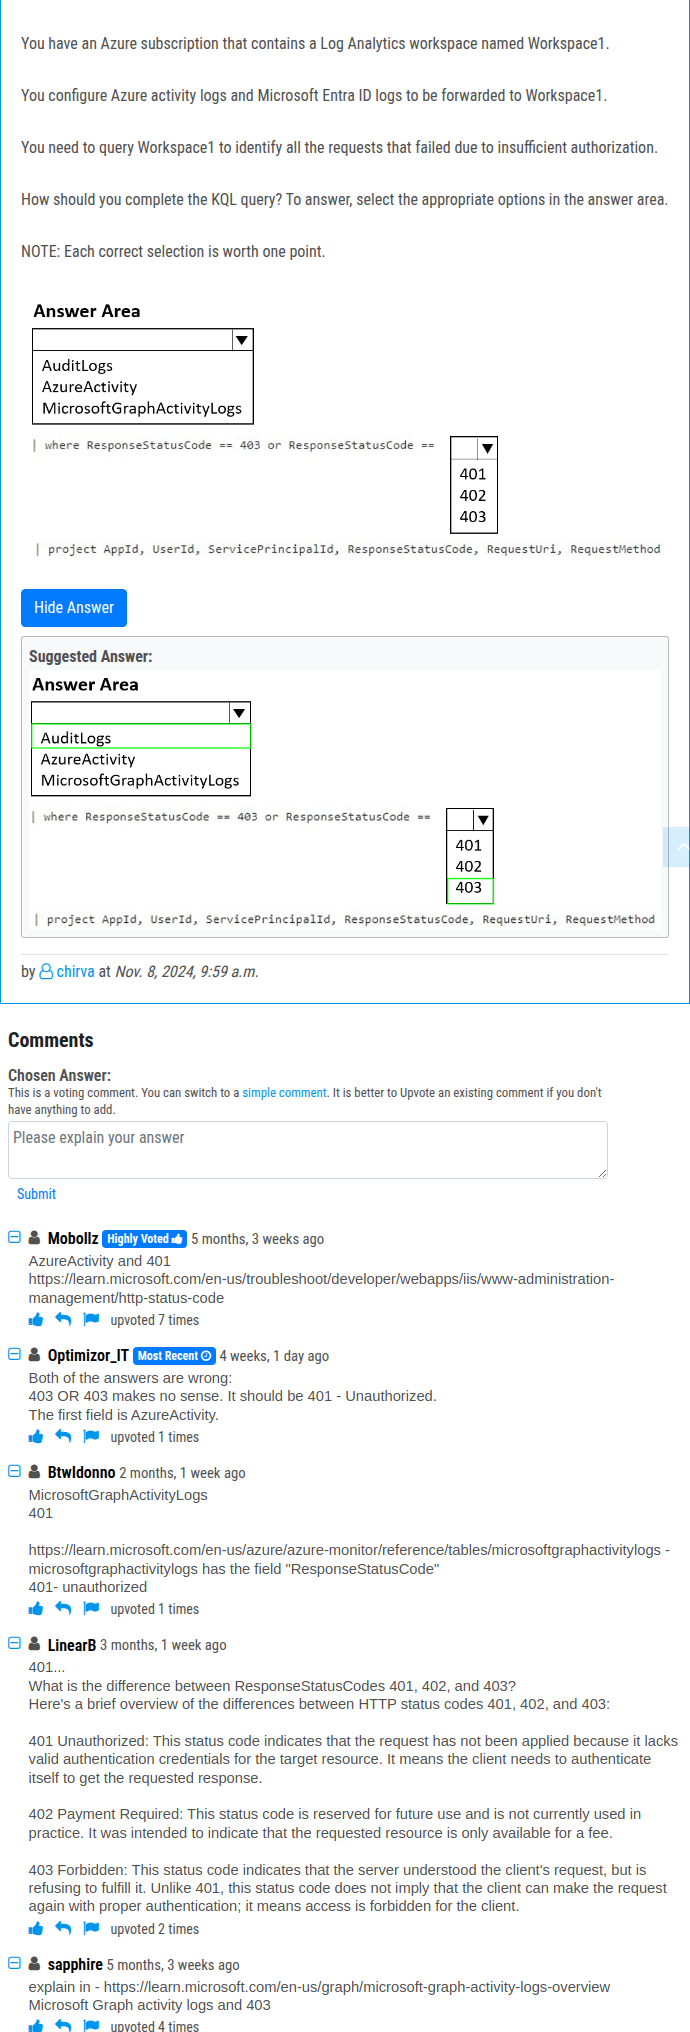 You have an Azure subscription that contains a Log Analytics workspace named Workspace1.
You configure Azure activity logs and Microsoft Entra ID logs to be forwarded to Workspace1.
You need to query Workspace1 to identify all the requests that failed due to insufficient authorization.
How should you complete the KQL query? To answer, select the appropriate options in the answer area.
NOTE: Each correct selection is worth one point.
Answer Area
AuditLogs
AzureActivity
MicrosoftGraphActivityLogs
| where ResponseStatusCode == 403 or ResponseStatusCode ==
401
402
403
| project AppId, UserId, ServicePrincipalId, ResponseStatusCode, RequestUri, RequestMethod
Hide Answer
Suggested Answer:
Answer Area
AuditLogs
AzureActivity
MicrosoftGraphActivityLogs
| where ResponseStatusCode == 403 or ResponseStatusCode ==
401
402
403
| project AppId, UserId, ServicePrincipalId, ResponseStatusCode, RequestUri, RequestMethod
by chirva at Nov. 8, 2024, 9:59 a.m.
Comments
Chosen Answer:
This is a voting comment. You can switch to a simple comment. It is better to Upvote an existing comment if you don't
have anything to add.
Please explain your answer
Submit
Mobollz Highly Voted 5 months, 3 weeks ago
AzureActivity and 401
https://learn.microsoft.com/en-us/troubleshoot/developer/webapps/iis/www-administration-
management/http-status-code
upvoted 7 times
Optimizor_IT Most Recent 4 weeks, 1 day ago
Both of the answers are wrong:
403 OR 403 makes no sense. It should be 401 - Unauthorized.
The first field is AzureActivity.
upvoted 1 times
BtwIdonno 2 months, 1 week ago
MicrosoftGraphActivityLogs
401
https://learn.microsoft.com/en-us/azure/azure-monitor/reference/tables/microsoftgraphactivitylogs -
microsoftgraphactivitylogs has the field "ResponseStatusCode"
401- unauthorized
upvoted 1 times
LinearB 3 months, 1 week ago
401...
What is the difference between ResponseStatusCodes 401, 402, and 403?
Here's a brief overview of the differences between HTTP status codes 401, 402, and 403:
401 Unauthorized: This status code indicates that the request has not been applied because it lacks
valid authentication credentials for the target resource. It means the client needs to authenticate
itself to get the requested response.
402 Payment Required: This status code is reserved for future use and is not currently used in
practice. It was intended to indicate that the requested resource is only available for a fee.
403 Forbidden: This status code indicates that the server understood the client's request, but is
refusing to fulfill it. Unlike 401, this status code does not imply that the client can make the request
again with proper authentication; it means access is forbidden for the client.
upvoted 2 times
sapphire 5 months, 3 weeks ago
explain in - https://learn.microsoft.com/en-us/graph/microsoft-graph-activity-logs-overview
Microsoft Graph activity logs and 403
upvoted 4 times